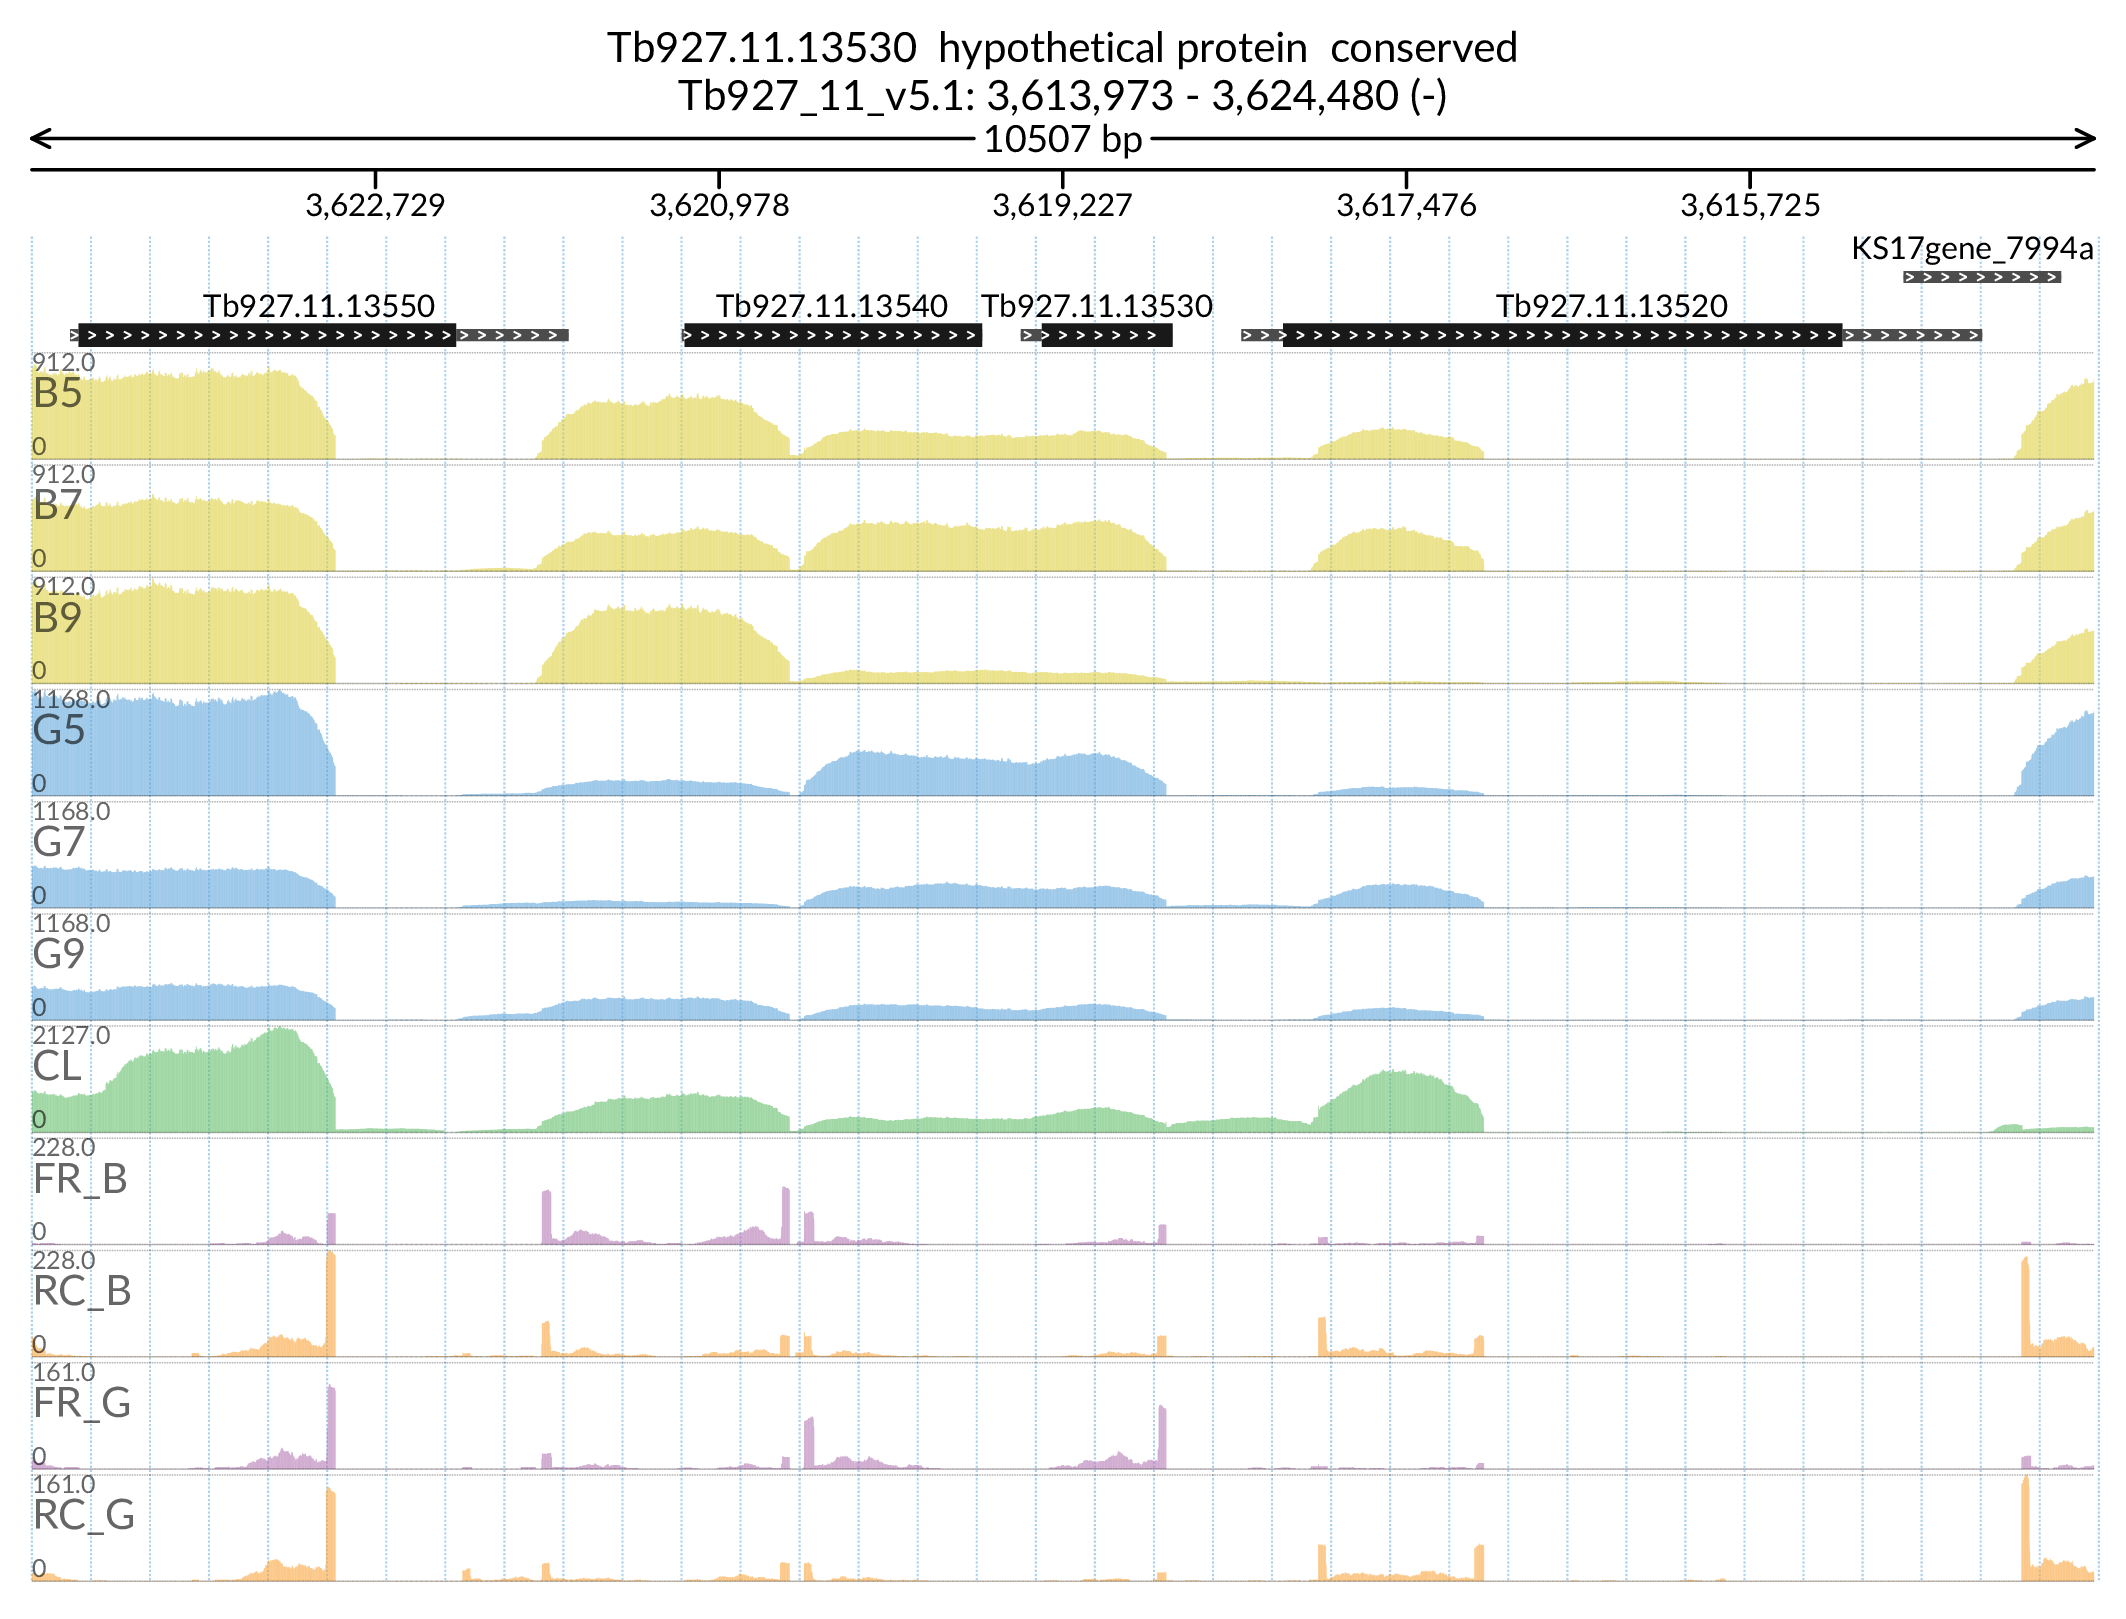 Tb927.11.13530 hypothetical protein conserved
Tb927_11_v5.1: 3,613,973 - 3,624,480 (-)
10507 bp
3,622,729 3,620,978 3,619,227 3,617,476 3,615,725
KS17gene_7994a
Tb927.11.13550 Tb927.11.13540 Tb927.11.13530 Tb927.11.13520
912.0
B5
0
912.0
B7
0
912.0
B9
0
1168.0
G5
0
1168.0
G7
0
1168.0
G9
0
2127.0
CL
0
228.0
FR_B
0
228.0
RC_B
0
161.0
FR_G
0
161.0
RC_G
0